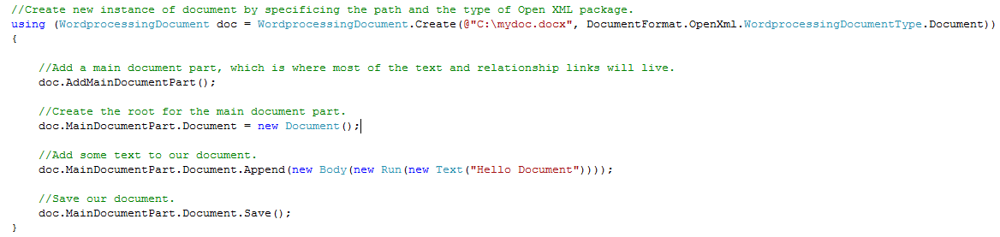 //Create new instance of document by specificing the path and the type of Open XML package.
using (WordprocessingDocument doc = WordprocessingDocument.Create(@"C:\mydoc.docx", DocumentFormat.OpenXml.WordprocessingDocumentType.Document))
{
//Add a main document part, which is where most of the text and relationship links will live.
doc.AddMainDocumentPart();
//Create the root for the main document part.
doc.MainDocumentPart.Document = new Document();
//Add some text to our document.
doc.MainDocumentPart.Document.Append(new Body(new Run(new Text("Hello Document"))));
//Save our document.
doc.MainDocumentPart.Document.Save();
}